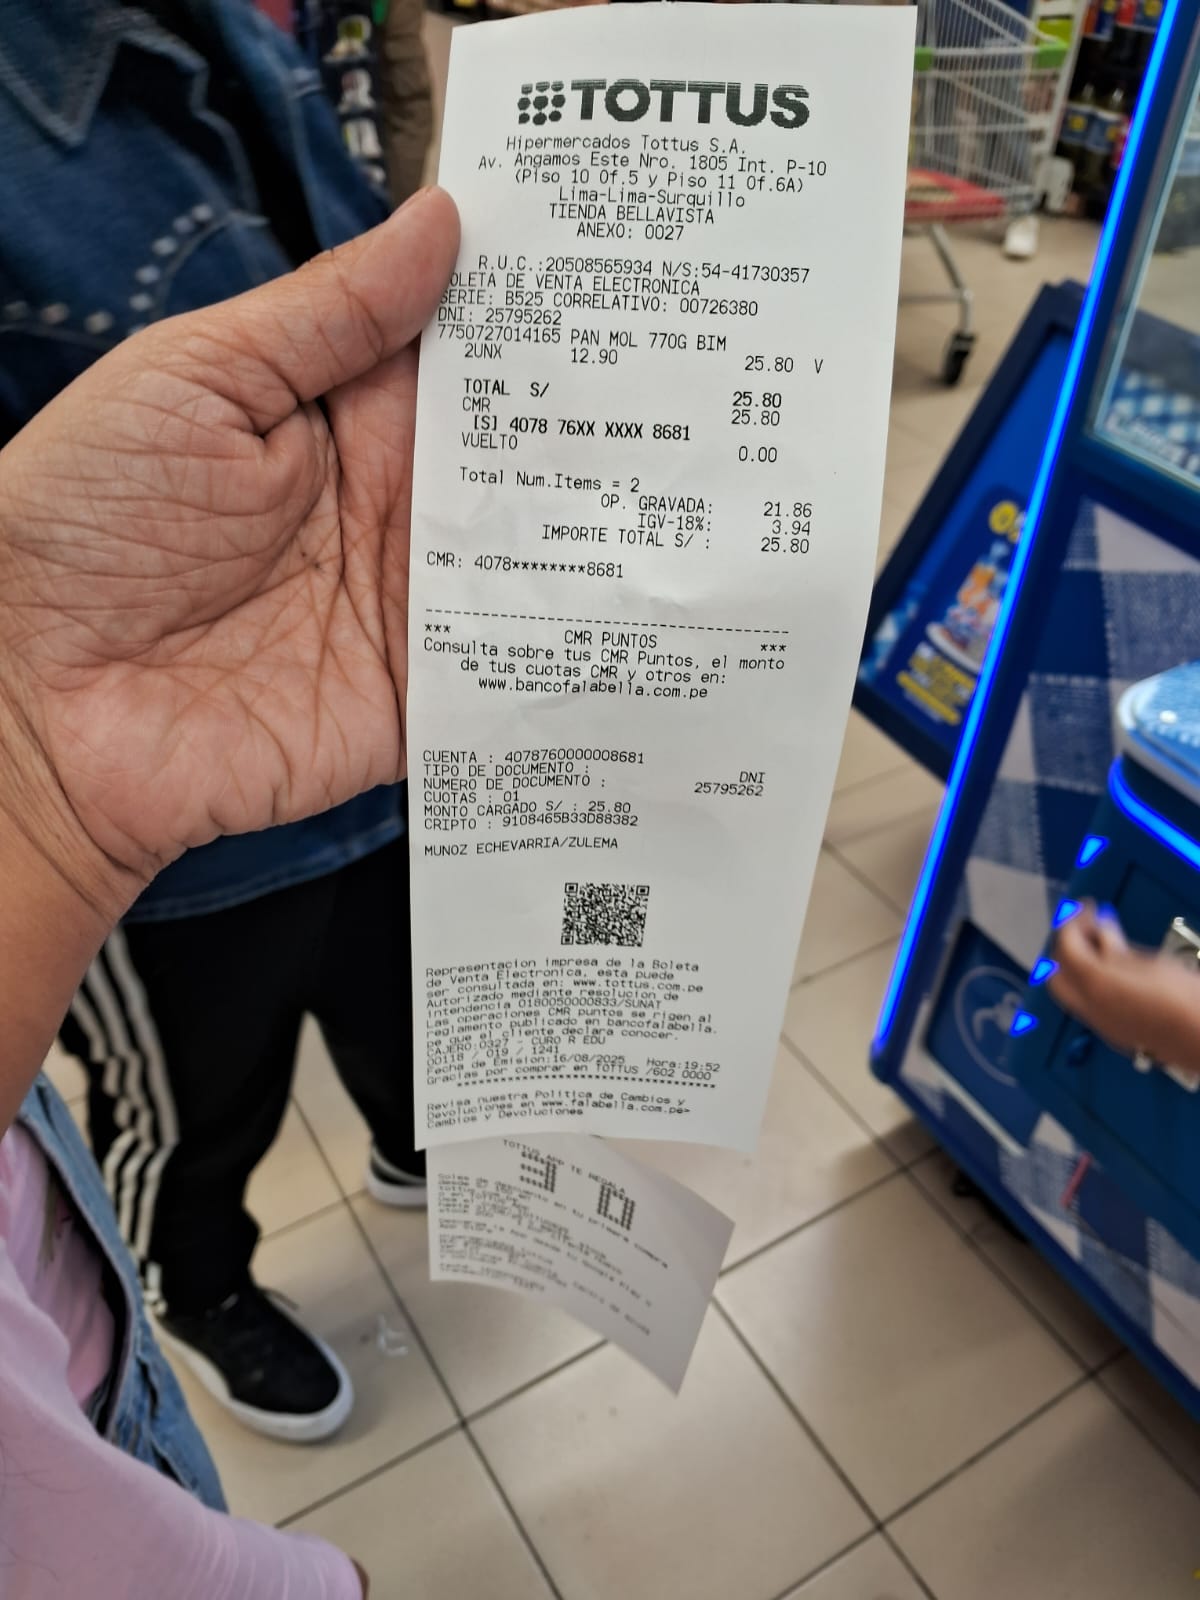 TOTTUS
Hipermercados Tottus S.A.
Av. Angamos Este Nro. 1805 Int. P-10
(Piso 10 Of.5 y Piso 11 Of.6A)
Lima-Lima-Surquillo
TIENDA BELLAVISTA
ANEXO: 0027
R.U.C.:20508565934 N/S:54-41730357
OLETA DE VENTA ELECTRONICA
SERIE: B525 CORRELATIVO: 00726380
DNI: 25795262
7750727014165 PAN MOL 770G BIM
2UNX 12.90 25.80 V
TOTAL S/ 25.80
CMR 25.80
[S] 4078 76XX XXXX 8681
VUELTO 0.00
Total Num.Items = 2
OP. GRAVADA: 21.86
IGV-18%: 3.94
IMPORTE TOTAL S/ : 25.80
CMR: 4078********8681
*** CMR PUNTOS ***
Consulta sobre tus CMR Puntos, el monto
de tus cuotas CMR y otros en:
www.bancofalabella.com.pe
CUENTA : 4078760000008681
TIPO DE DOCUMENTO : DNI
NUMERO DE DOCUMENTO : 25795262
CUOTAS : 01
MONTO CARGADO S/ : 25.80
CRIPTO : 9108465B33D88382
MUNOZ ECHEVARRIA/ZULEMA
Representacion impresa de la Boleta
de Venta Electronica, esta puede
ser consultada en: www.tottus.com.pe
Autorizado mediante resolucion de
intendencia 0180050000833/SUNAT
Las operaciones CMR puntos se rigen al
reglamento publicado en bancofalabella.
pe que el cliente declara conocer.
CAJERO:0327 - CURO R EDU
00118 / 019 / 1241
Fecha de Emision:16/08/2025 Hora:19:52
Gracias por comprar en TOTTUS /602 0000
Revisa nuestra Politica de Cambios y
Devoluciones en www.falabella.com.pe>
Cambios y Devoluciones
TOTTUS APP TE REGALA